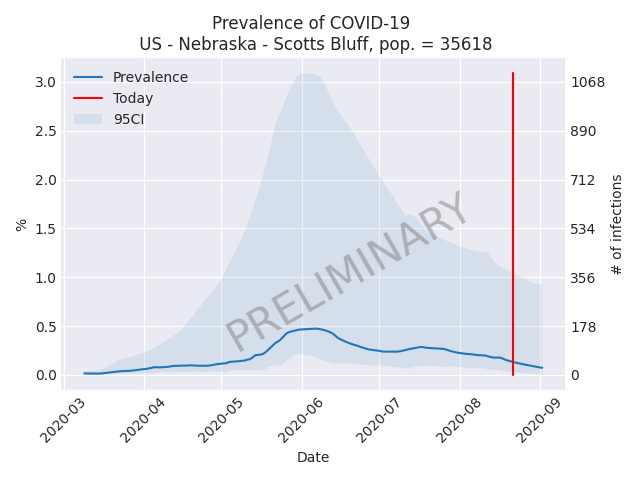 Prevalence of COVID-19
US - Nebraska - Scotts Bluff, pop. = 35618
Prevalence
Today
95CI
3.0
2.5
2.0
1.5
1.0
0.5
0.0
%
1068
890
712
534
356
178
0
# of infections
PRELIMINARY
2020-03
2020-04
2020-05
2020-06
2020-07
2020-08
2020-09
Date